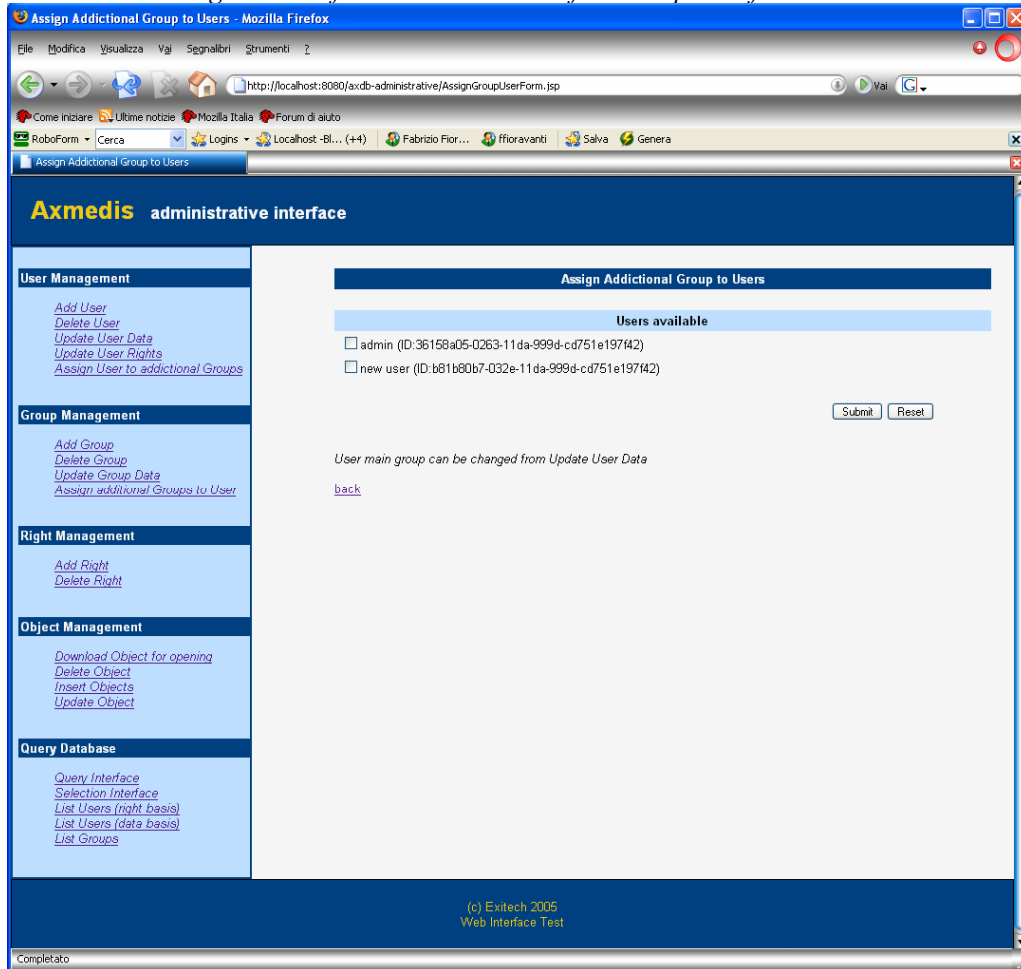 Assign Addictional Group to Users - Mozilla Firefox
File Modifica Visualizza Vai Segnalibri Strumenti ?
http://localhost:8080/axdb-administrative/AssignGroupUserForm.jsp Vai G
Come iniziare Ultime notizie Mozilla Italia Forum di aiuto
RoboForm Cerca Logins Localhost -Bl... (+4) Fabrizio Fior... ffioravanti Salva Genera
Assign Addictional Group to Users
Axmedis administrative interface
User Management
Add User
Delete User
Update User Data
Update User Rights
Assign User to addictional Groups
Group Management
Add Group
Delete Group
Update Group Data
Assign additional Groups to User
Right Management
Add Right
Delete Right
Object Management
Download Object for opening
Delete Object
Insert Objects
Update Object
Query Database
Query Interface
Selection Interface
List Users (right basis)
List Users (data basis)
List Groups
Assign Addictional Group to Users
Users available
admin (ID:36158a05-0263-11da-999d-cd751e197f42)
new user (ID:b81b80b7-032e-11da-999d-cd751e197f42)
Submit Reset
User main group can be changed from Update User Data
back
(c) Exitech 2005
Web Interface Test
Completato